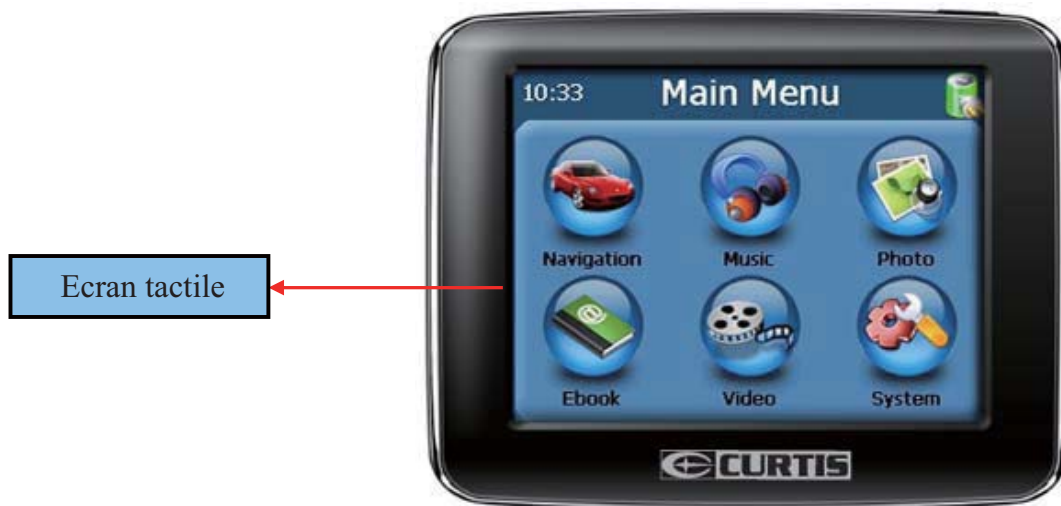 10:33 Main Menu
Navigation Music Photo
Ecran tactile
Ebook Video System
CURTIS